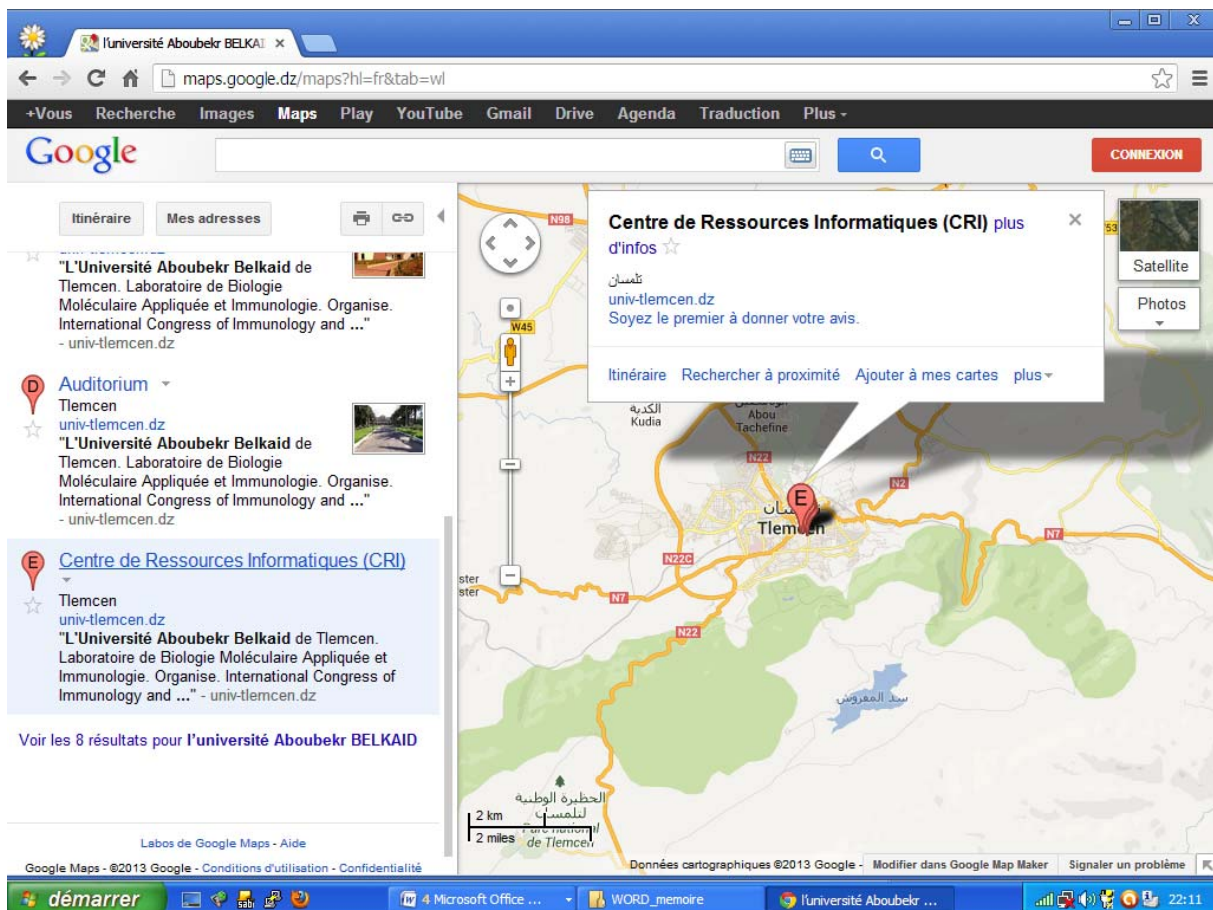 l'université Aboubekr BELKAI
maps.google.dz/maps?hl=fr&tab=wl
+Vous Recherche Images Maps Play YouTube Gmail Drive Agenda Traduction Plus
Google
CONNEXION
Itinéraire Mes adresses
"L'Université Aboubekr Belkaid de
Tlemcen. Laboratoire de Biologie
Moléculaire Appliquée et Immunologie. Organise.
International Congress of Immunology and ..."
- univ-tlemcen.dz
D
Auditorium
Tlemcen
univ-tlemcen.dz
"L'Université Aboubekr Belkaid de
Tlemcen. Laboratoire de Biologie
Moléculaire Appliquée et Immunologie. Organise.
International Congress of Immunology and ..."
- univ-tlemcen.dz
E
Centre de Ressources Informatiques (CRI)
Tlemcen
univ-tlemcen.dz
"L'Université Aboubekr Belkaid de Tlemcen.
Laboratoire de Biologie Moléculaire Appliquée et
Immunologie. Organise. International Congress of
Immunology and ..." - univ-tlemcen.dz
Voir les 8 résultats pour l'université Aboubekr BELKAID
Labos de Google Maps - Aide
Google Maps - ©2013 Google - Conditions d'utilisation - Confidentialité
Centre de Ressources Informatiques (CRI) plus
d'infos
تلمسان
univ-tlemcen.dz
Soyez le premier à donner votre avis.
Itinéraire Rechercher à proximité Ajouter à mes cartes plus
Satellite
Photos
N98
53
W45
الكدية
Kudia
Abou
Tachefine
N22
N2
E
Tlemcen
N7
N22C
ster
ster
N7
N22
سد المفروش
الحظيرة الوطنية
لتلمسان
Parc national
de Tlemcen
2 km
2 miles
Données cartographiques ©2013 Google - Modifier dans Google Map Maker Signaler un problème
démarrer
4 Microsoft Office ...
WORD_memoire
l'université Aboubekr ...
22:11